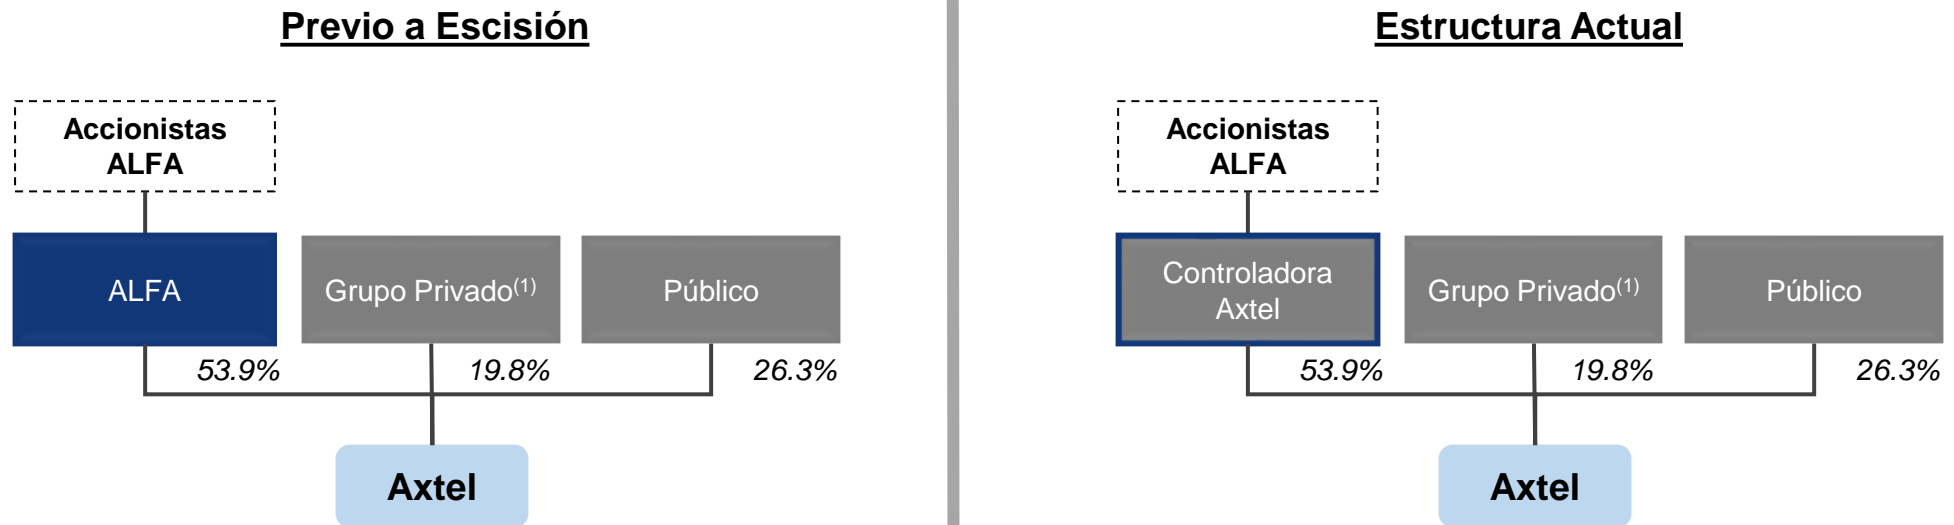 Previo a Escisión
Accionistas
ALFA
ALFA
Grupo Privado(1)
Público
53.9%
19.8%
26.3%
Axtel
Estructura Actual
Accionistas
ALFA
Controladora
Axtel
Grupo Privado(1)
Público
53.9%
19.8%
26.3%
Axtel